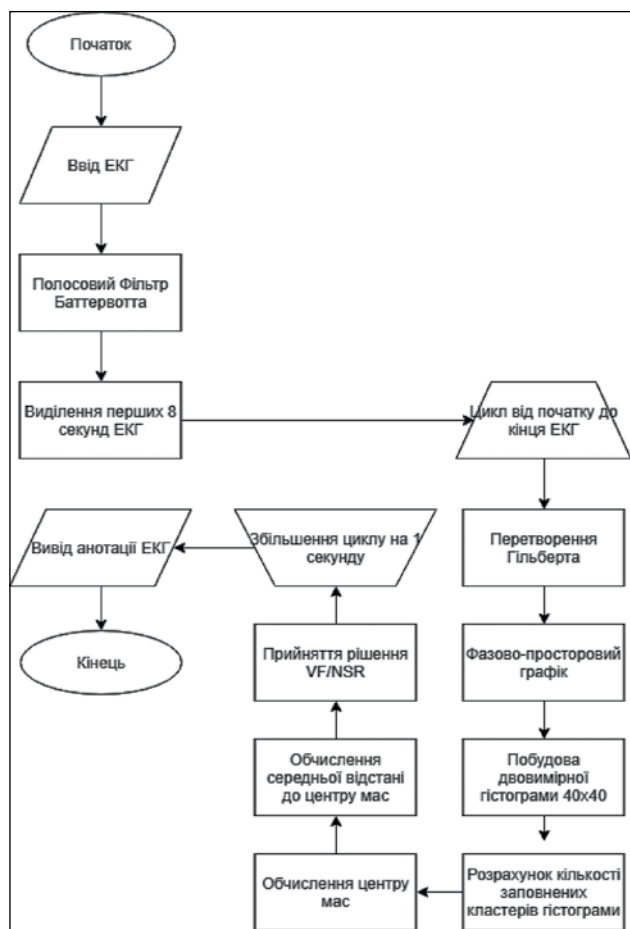 Початок
Ввід ЕКГ
Полосовий Фільтр
Баттервотта
Виділення перших 8
секунд ЕКГ
Цикл від початку до
кінця ЕКГ
Перетворення
Гільберта
Фазово-просторовий
графік
Побудова
двовимірної
гістограми 40x40
Розрахунок кількості
заповнених
кластерів гістограми
Обчислення центру
мас
Обчислення
середньої відстані
до центру мас
Прийняття рішення
VF/NSR
Збільшення циклу на 1
секунду
Вивід анотації ЕКГ
Кінець